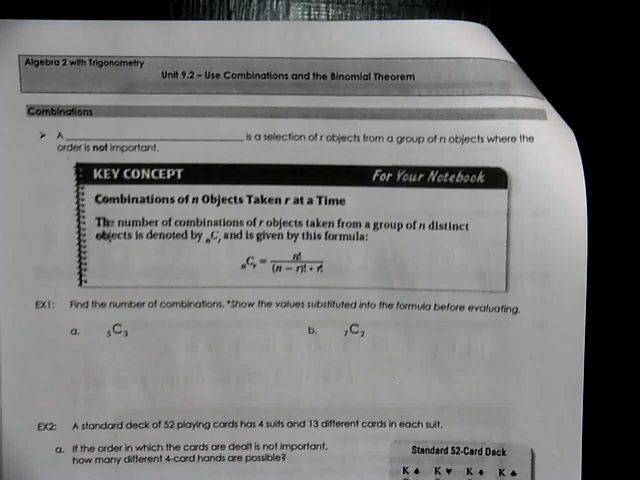 Algebra 2 with Trigonometry
Unit 9.2 – Use Combinations and the Binomial Theorem
Combinations
➤ A ______________________ is a selection of r objects from a group of n objects where the
order is not important.
KEY CONCEPT For Your Notebook
Combinations of n Objects Taken r at a Time
The number of combinations of r objects taken from a group of n distinct
objects is denoted by ₙCᵣ and is given by this formula:
ₙCᵣ = n! / (n − r)! • r!
EX1: Find the number of combinations. *Show the values substituted into the formula before evaluating.
a. ₅C₃ b. ₇C₂
EX2: A standard deck of 52 playing cards has 4 suits and 13 different cards in each suit.
a. If the order in which the cards are dealt is not important,
how many different 4-card hands are possible?
Standard 52-Card Deck
K ♠ K ♥ K ♦ K ♣